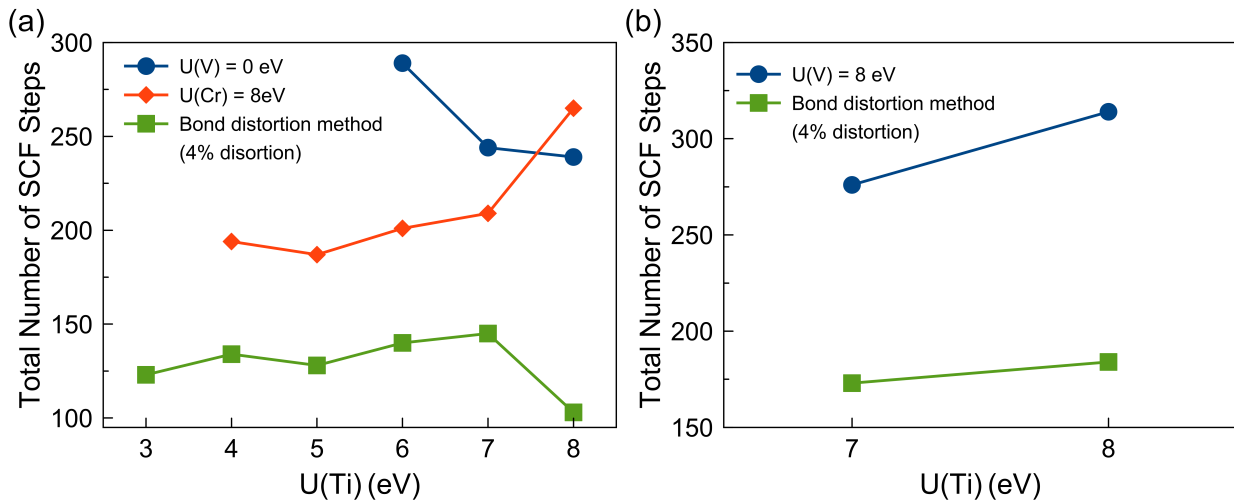 (a)
Total Number of SCF Steps
300
250
200
150
100
U(V) = 0 eV
U(Cr) = 8eV
Bond distortion method
(4% disortion)
3 4 5 6 7 8
U(Ti) (eV)
(b)
Total Number of SCF Steps
350
300
250
200
150
U(V) = 8 eV
Bond distortion method
(4% distortion)
7 8
U(Ti) (eV)